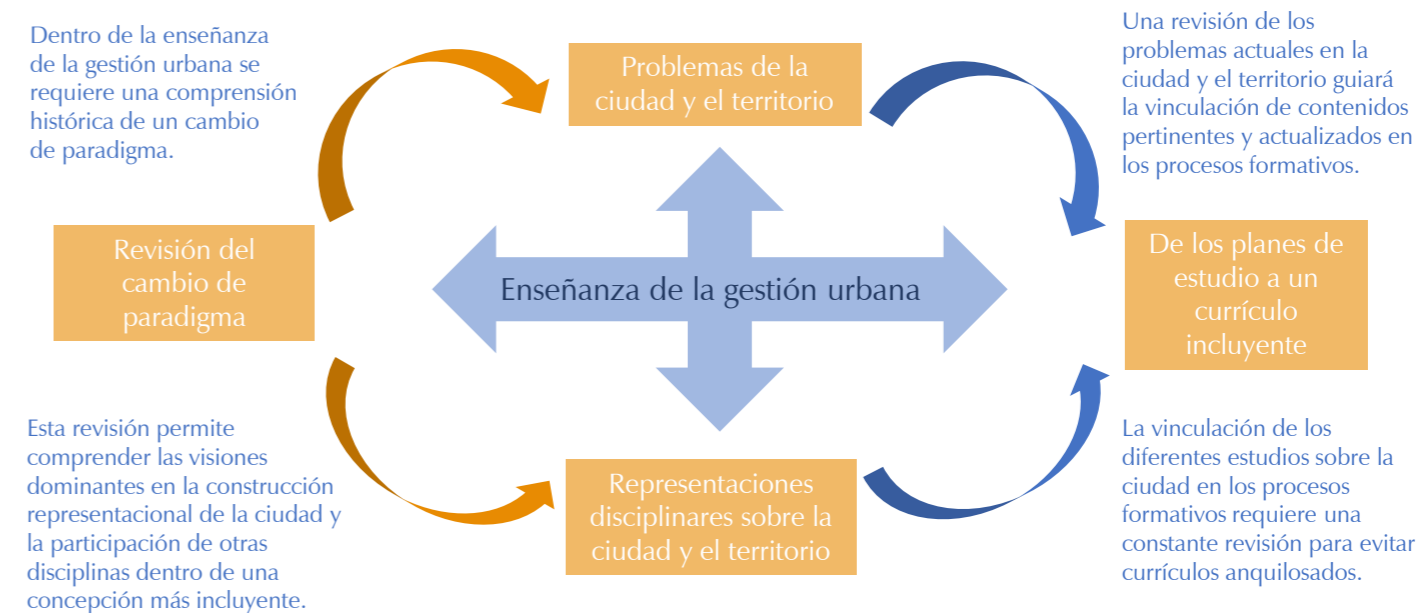 Dentro de la enseñanza
de la gestión urbana se
requiere una comprensión
histórica de un cambio
de paradigma.
Problemas de la
ciudad y el territorio
Una revisión de los
problemas actuales en la
ciudad y el territorio guiará
la vinculación de contenidos
pertinentes y actualizados en
los procesos formativos.
Revisión del
cambio de
paradigma
Enseñanza de la gestión urbana
De los planes de
estudio a un
currículo
incluyente
Esta revisión permite
comprender las visiones
dominantes en la construcción
representacional de la ciudad y
la participación de otras
disciplinas dentro de una
concepción más incluyente.
Representaciones
disciplinares sobre la
ciudad y el territorio
La vinculación de los
diferentes estudios sobre la
ciudad en los procesos
formativos requiere una
constante revisión para evitar
currículos anquilosados.